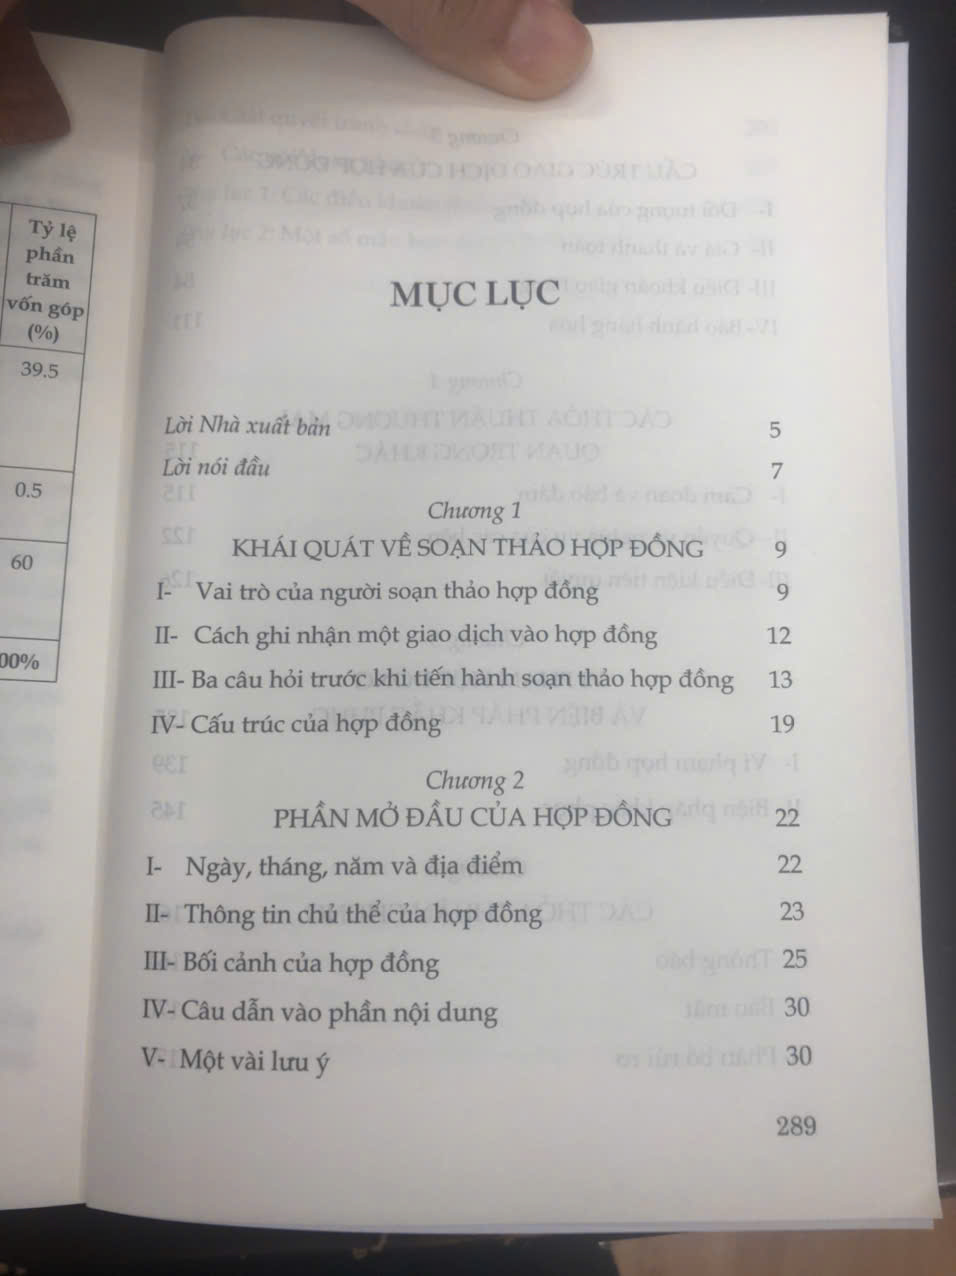 Tỷ lệ
phần
trăm
vốn góp
(%)
39.5
0.5
60
00%
MỤC LỤC
Lời Nhà xuất bản 5
Lời nói đầu 7
Chương 1
KHÁI QUÁT VỀ SOẠN THẢO HỢP ĐỒNG 9
I- Vai trò của người soạn thảo hợp đồng 9
II- Cách ghi nhận một giao dịch vào hợp đồng 12
III- Ba câu hỏi trước khi tiến hành soạn thảo hợp đồng 13
IV- Cấu trúc của hợp đồng 19
Chương 2
PHẦN MỞ ĐẦU CỦA HỢP ĐỒNG 22
I- Ngày, tháng, năm và địa điểm 22
II- Thông tin chủ thể của hợp đồng 23
III- Bối cảnh của hợp đồng 25
IV- Câu dẫn vào phần nội dung 30
V- Một vài lưu ý 30
289